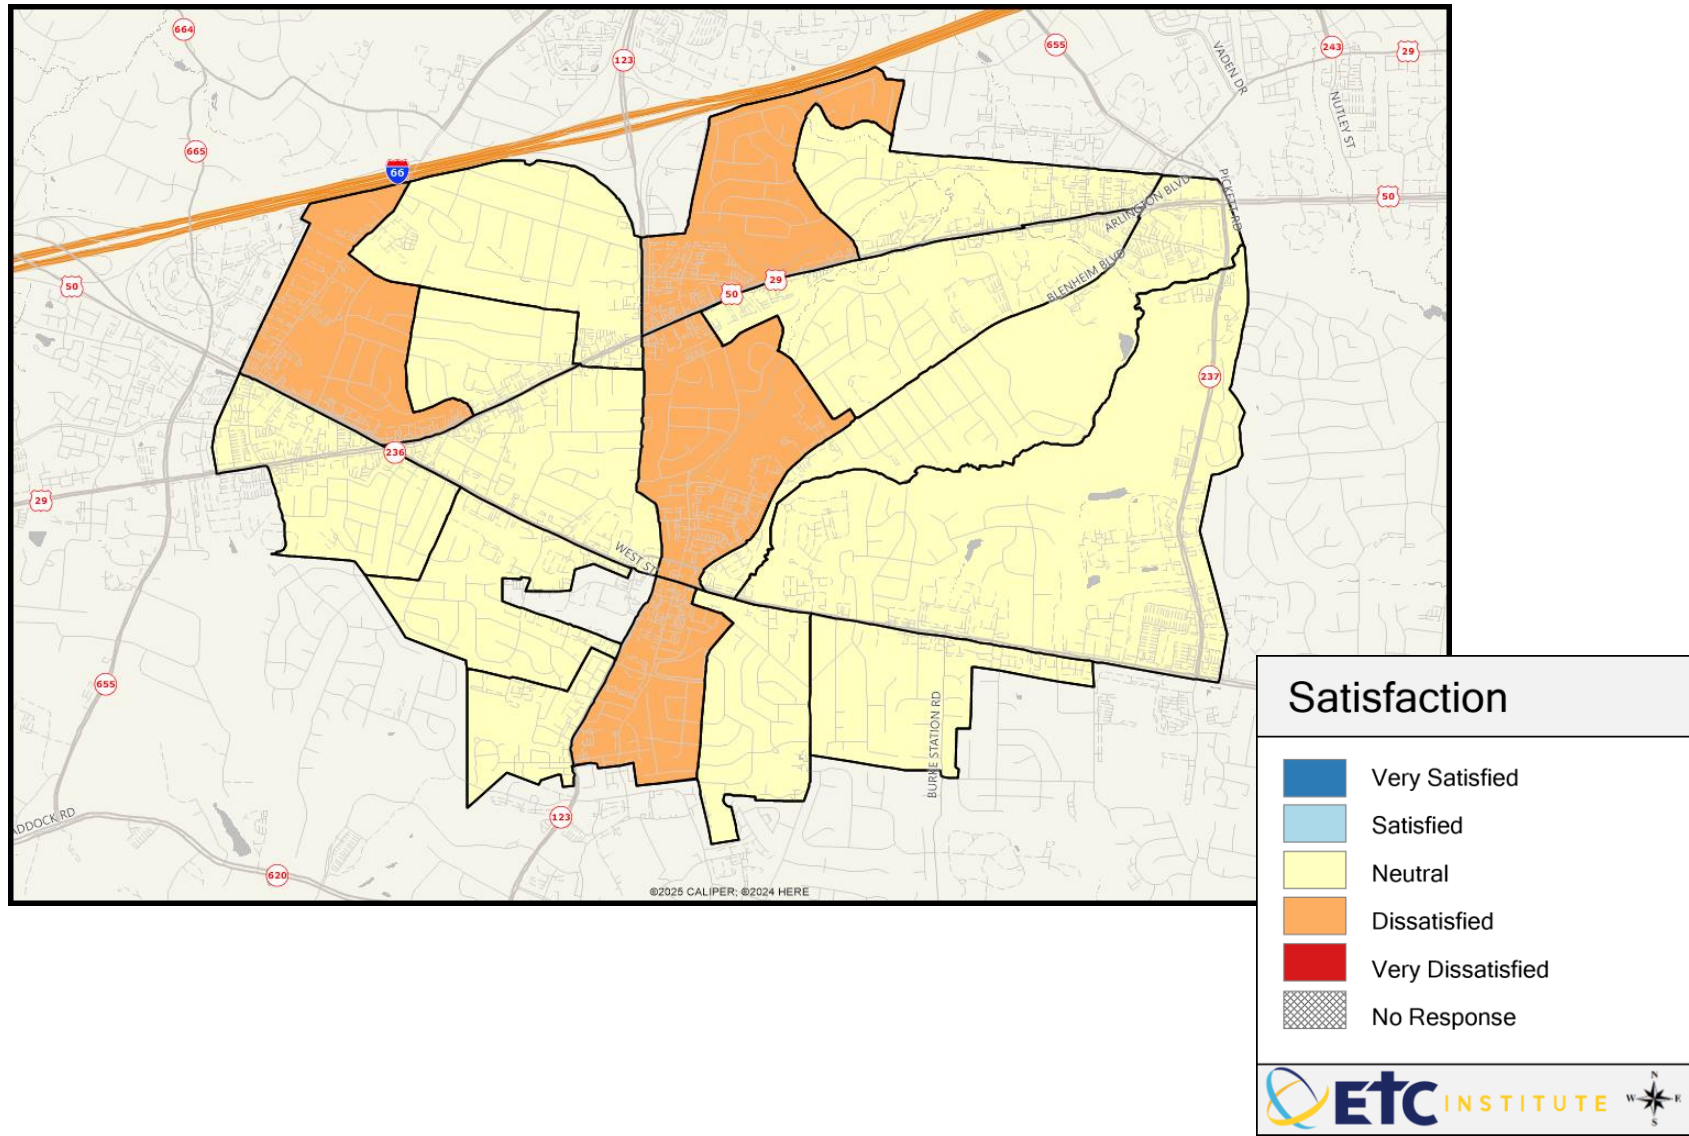 664
123
655
243
29
VADEN DR
NUTLEY ST
665
66
PICKETT RD
50
ARLINGTON BLVD
50
29
50
BLENHEIM BLVD
237
236
29
WEST ST
655
BURKE STATION RD
123
ADDOCK RD
620
©2025 CALIPER; ©2024 HERE
Satisfaction
Very Satisfied
Satisfied
Neutral
Dissatisfied
Very Dissatisfied
No Response
ETC INSTITUTE
N
W E
S